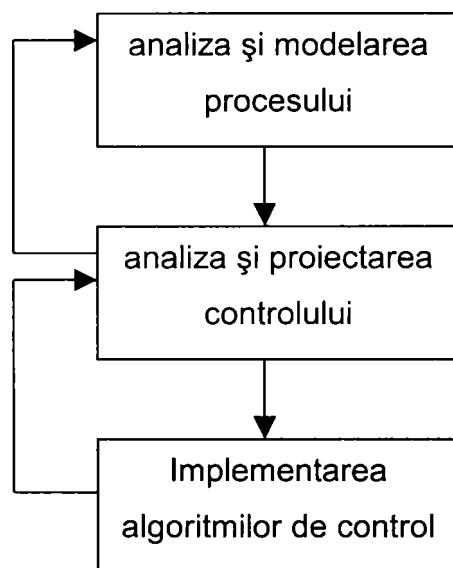 analiza şi modelarea
procesului
analiza şi proiectarea
controlului
Implementarea
algoritmilor de control